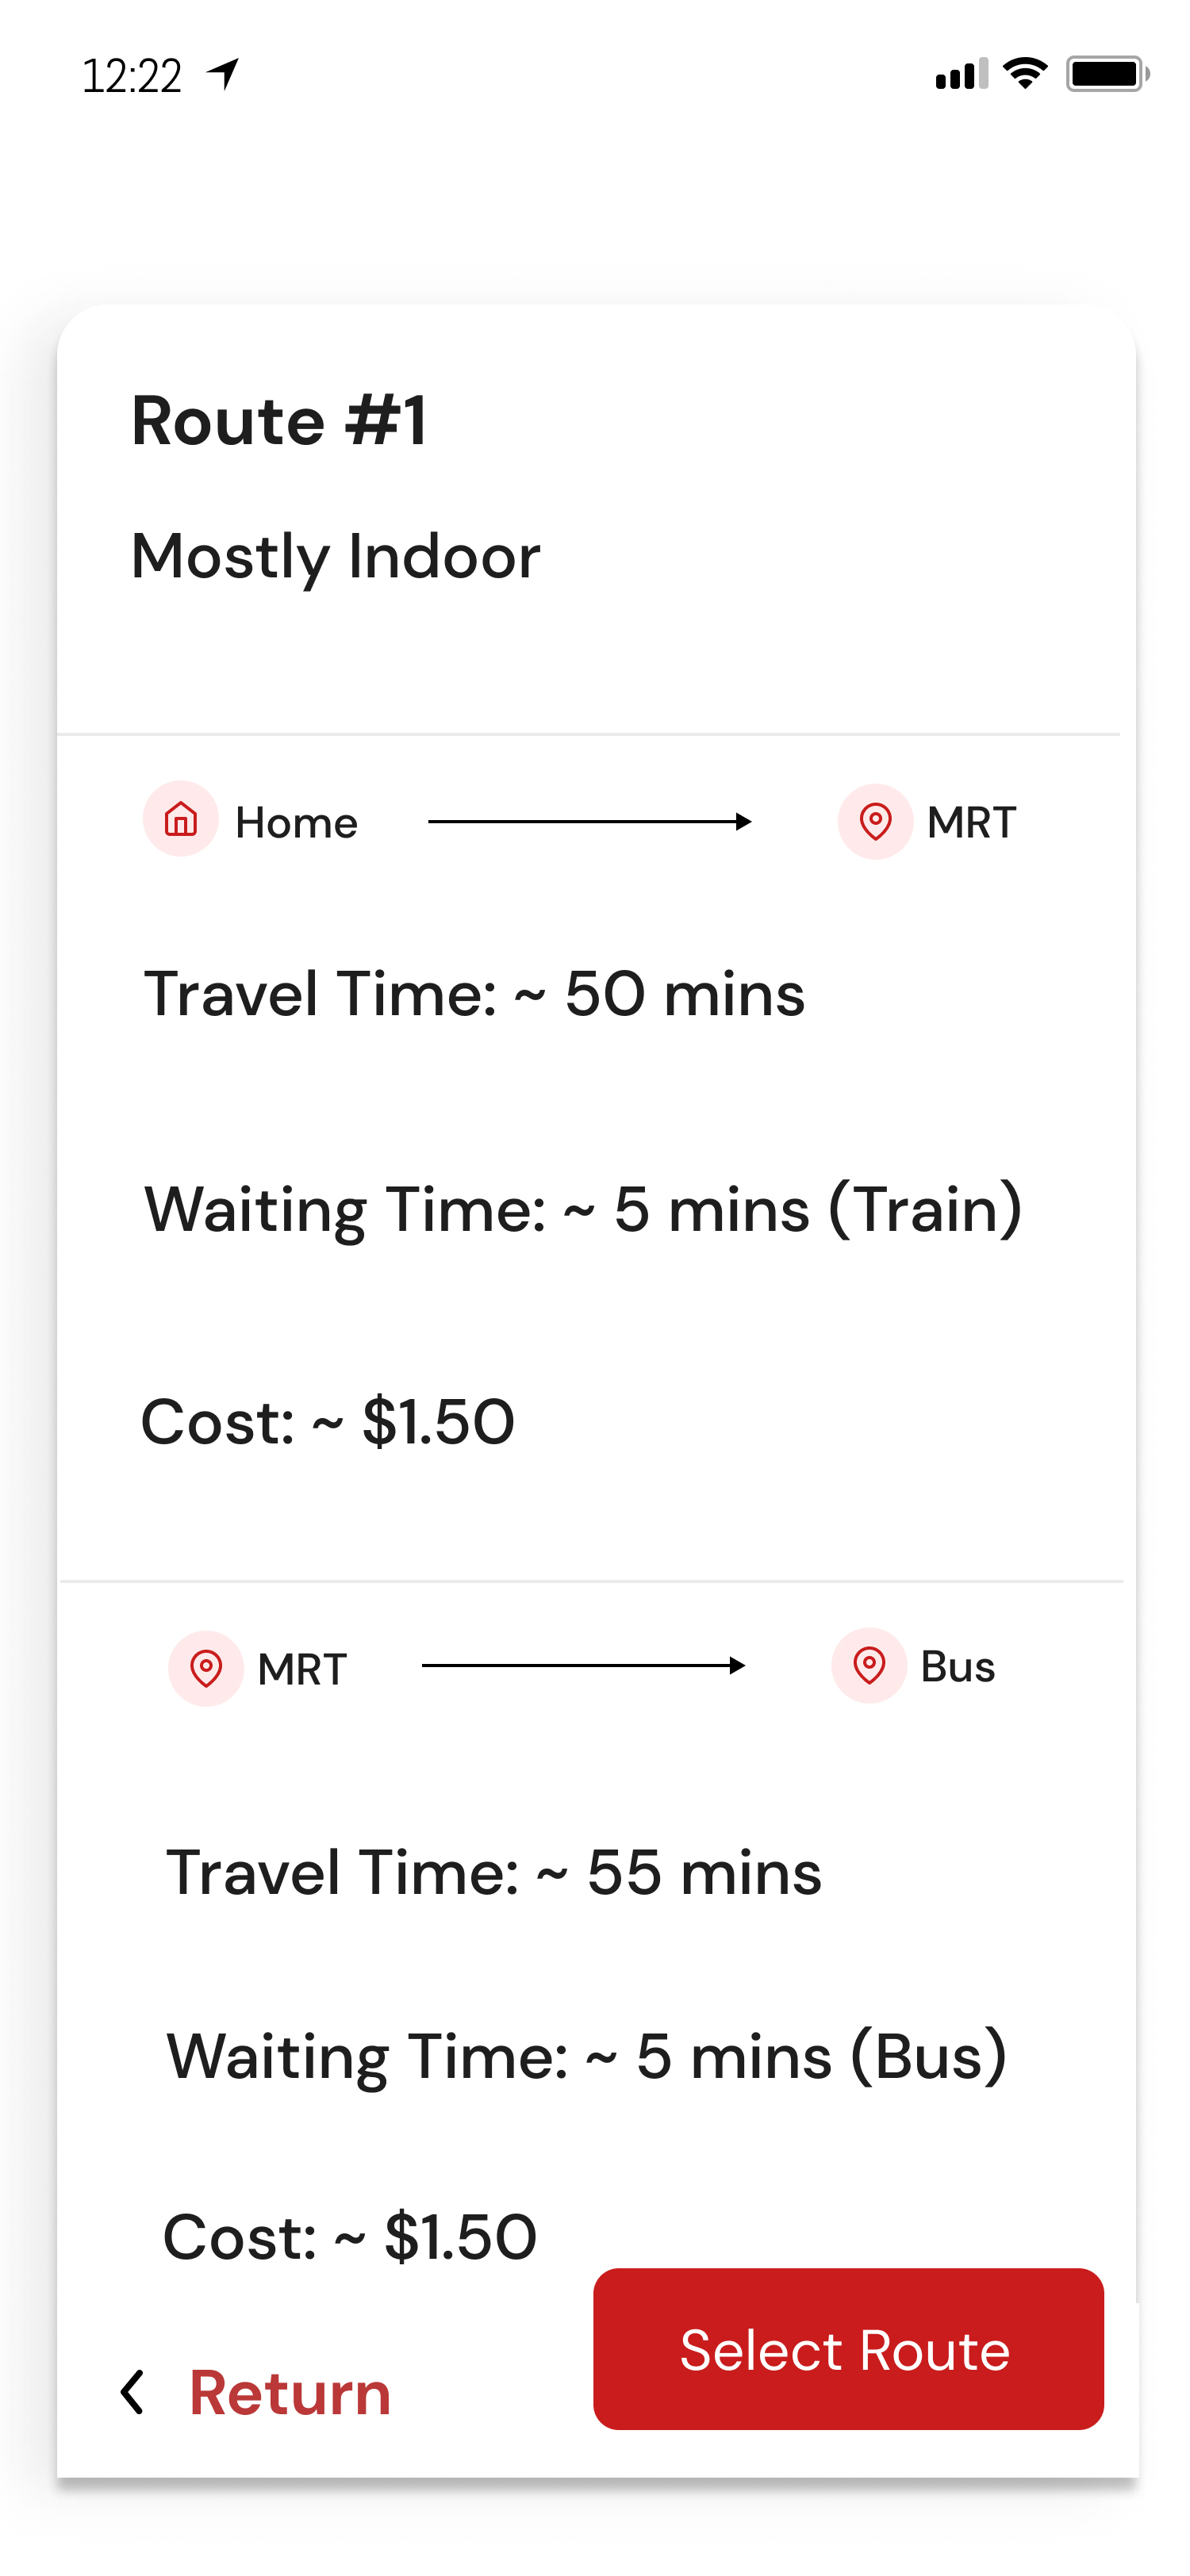 12:22
Route #1
Mostly Indoor
Home
MRT
Travel Time: ~ 50 mins
Waiting Time: ~ 5 mins (Train)
Cost: ~ $1.50
MRT
Bus
Travel Time: ~ 55 mins
Waiting Time: ~ 5 mins (Bus)
Cost: ~ $1.50
Select Route
Return